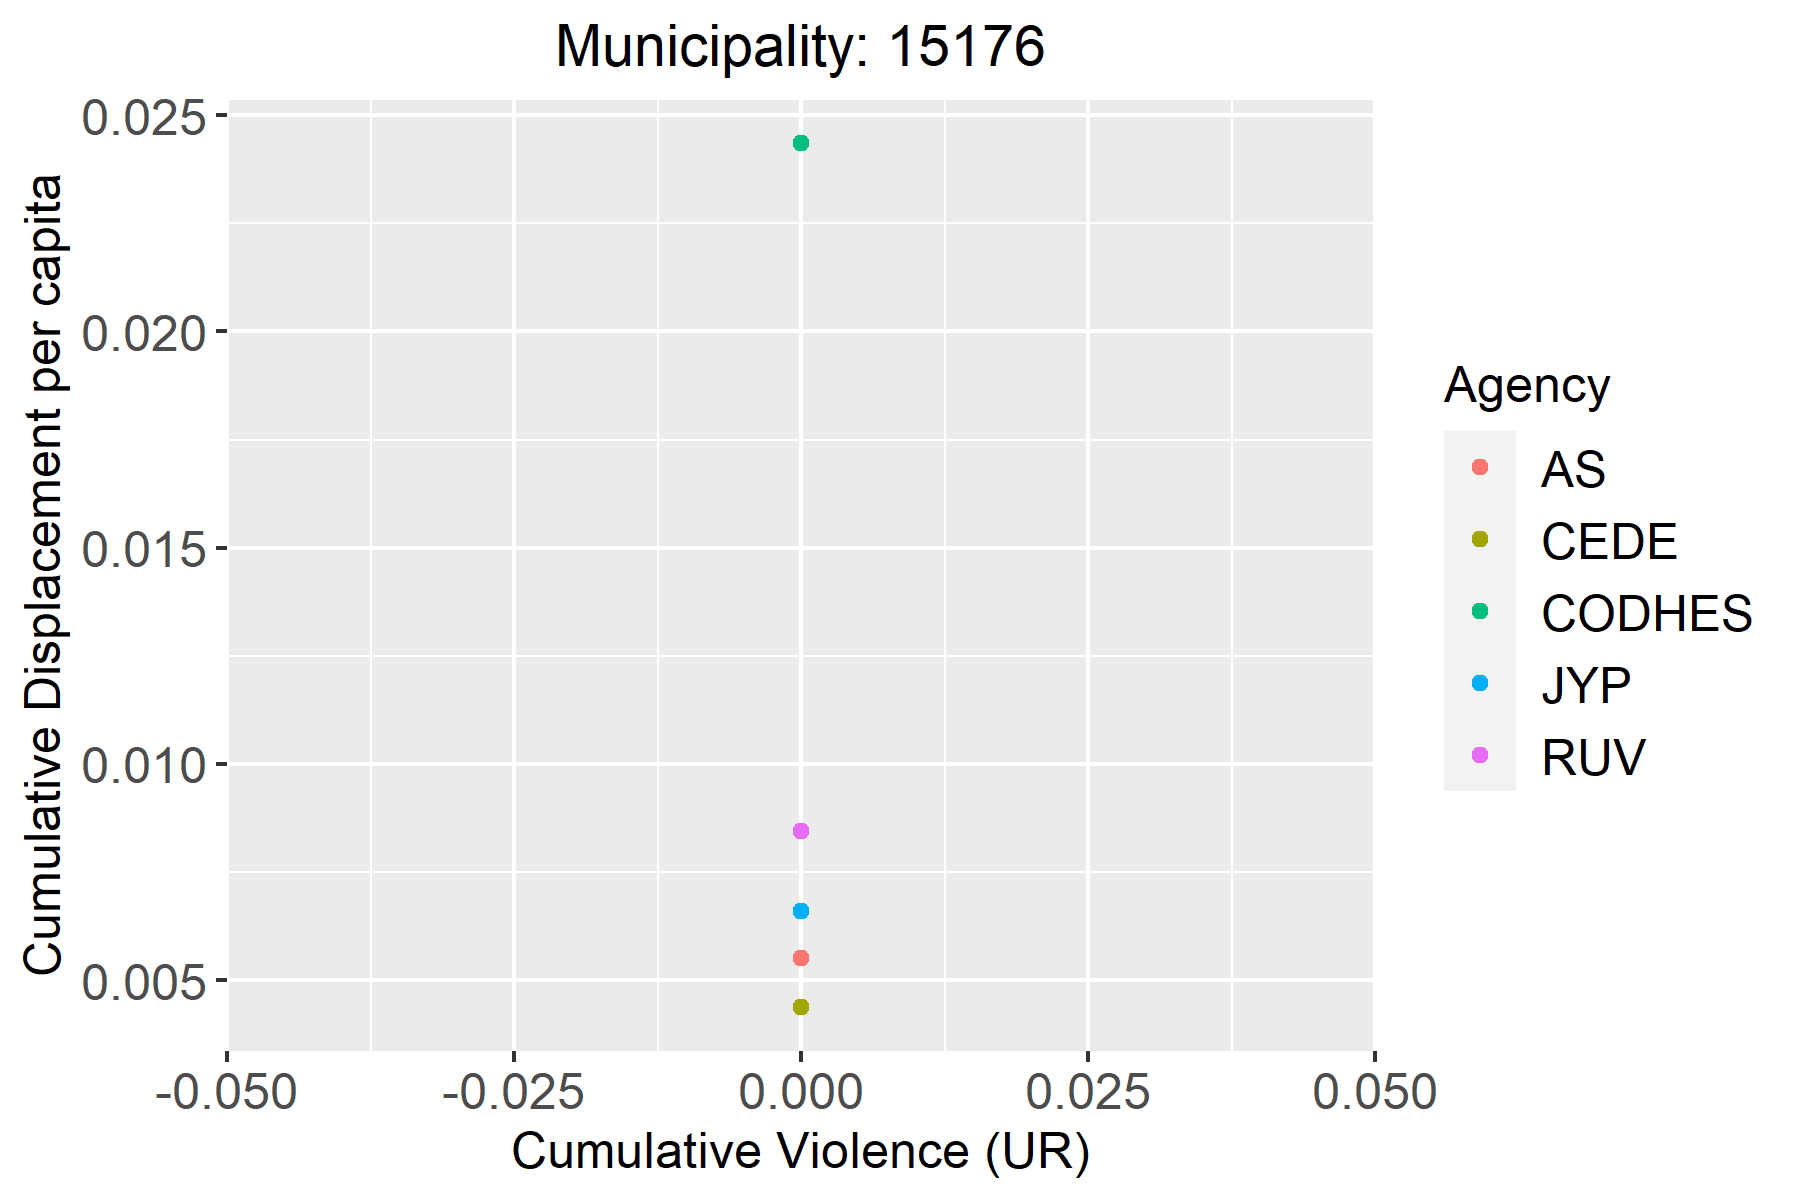 Municipality: 15176
Cumulative Displacement per capita
0.025
0.020
0.015
0.010
0.005
-0.050
-0.025
0.000
0.025
0.050
Cumulative Violence (UR)
Agency
AS
CEDE
CODHES
JYP
RUV